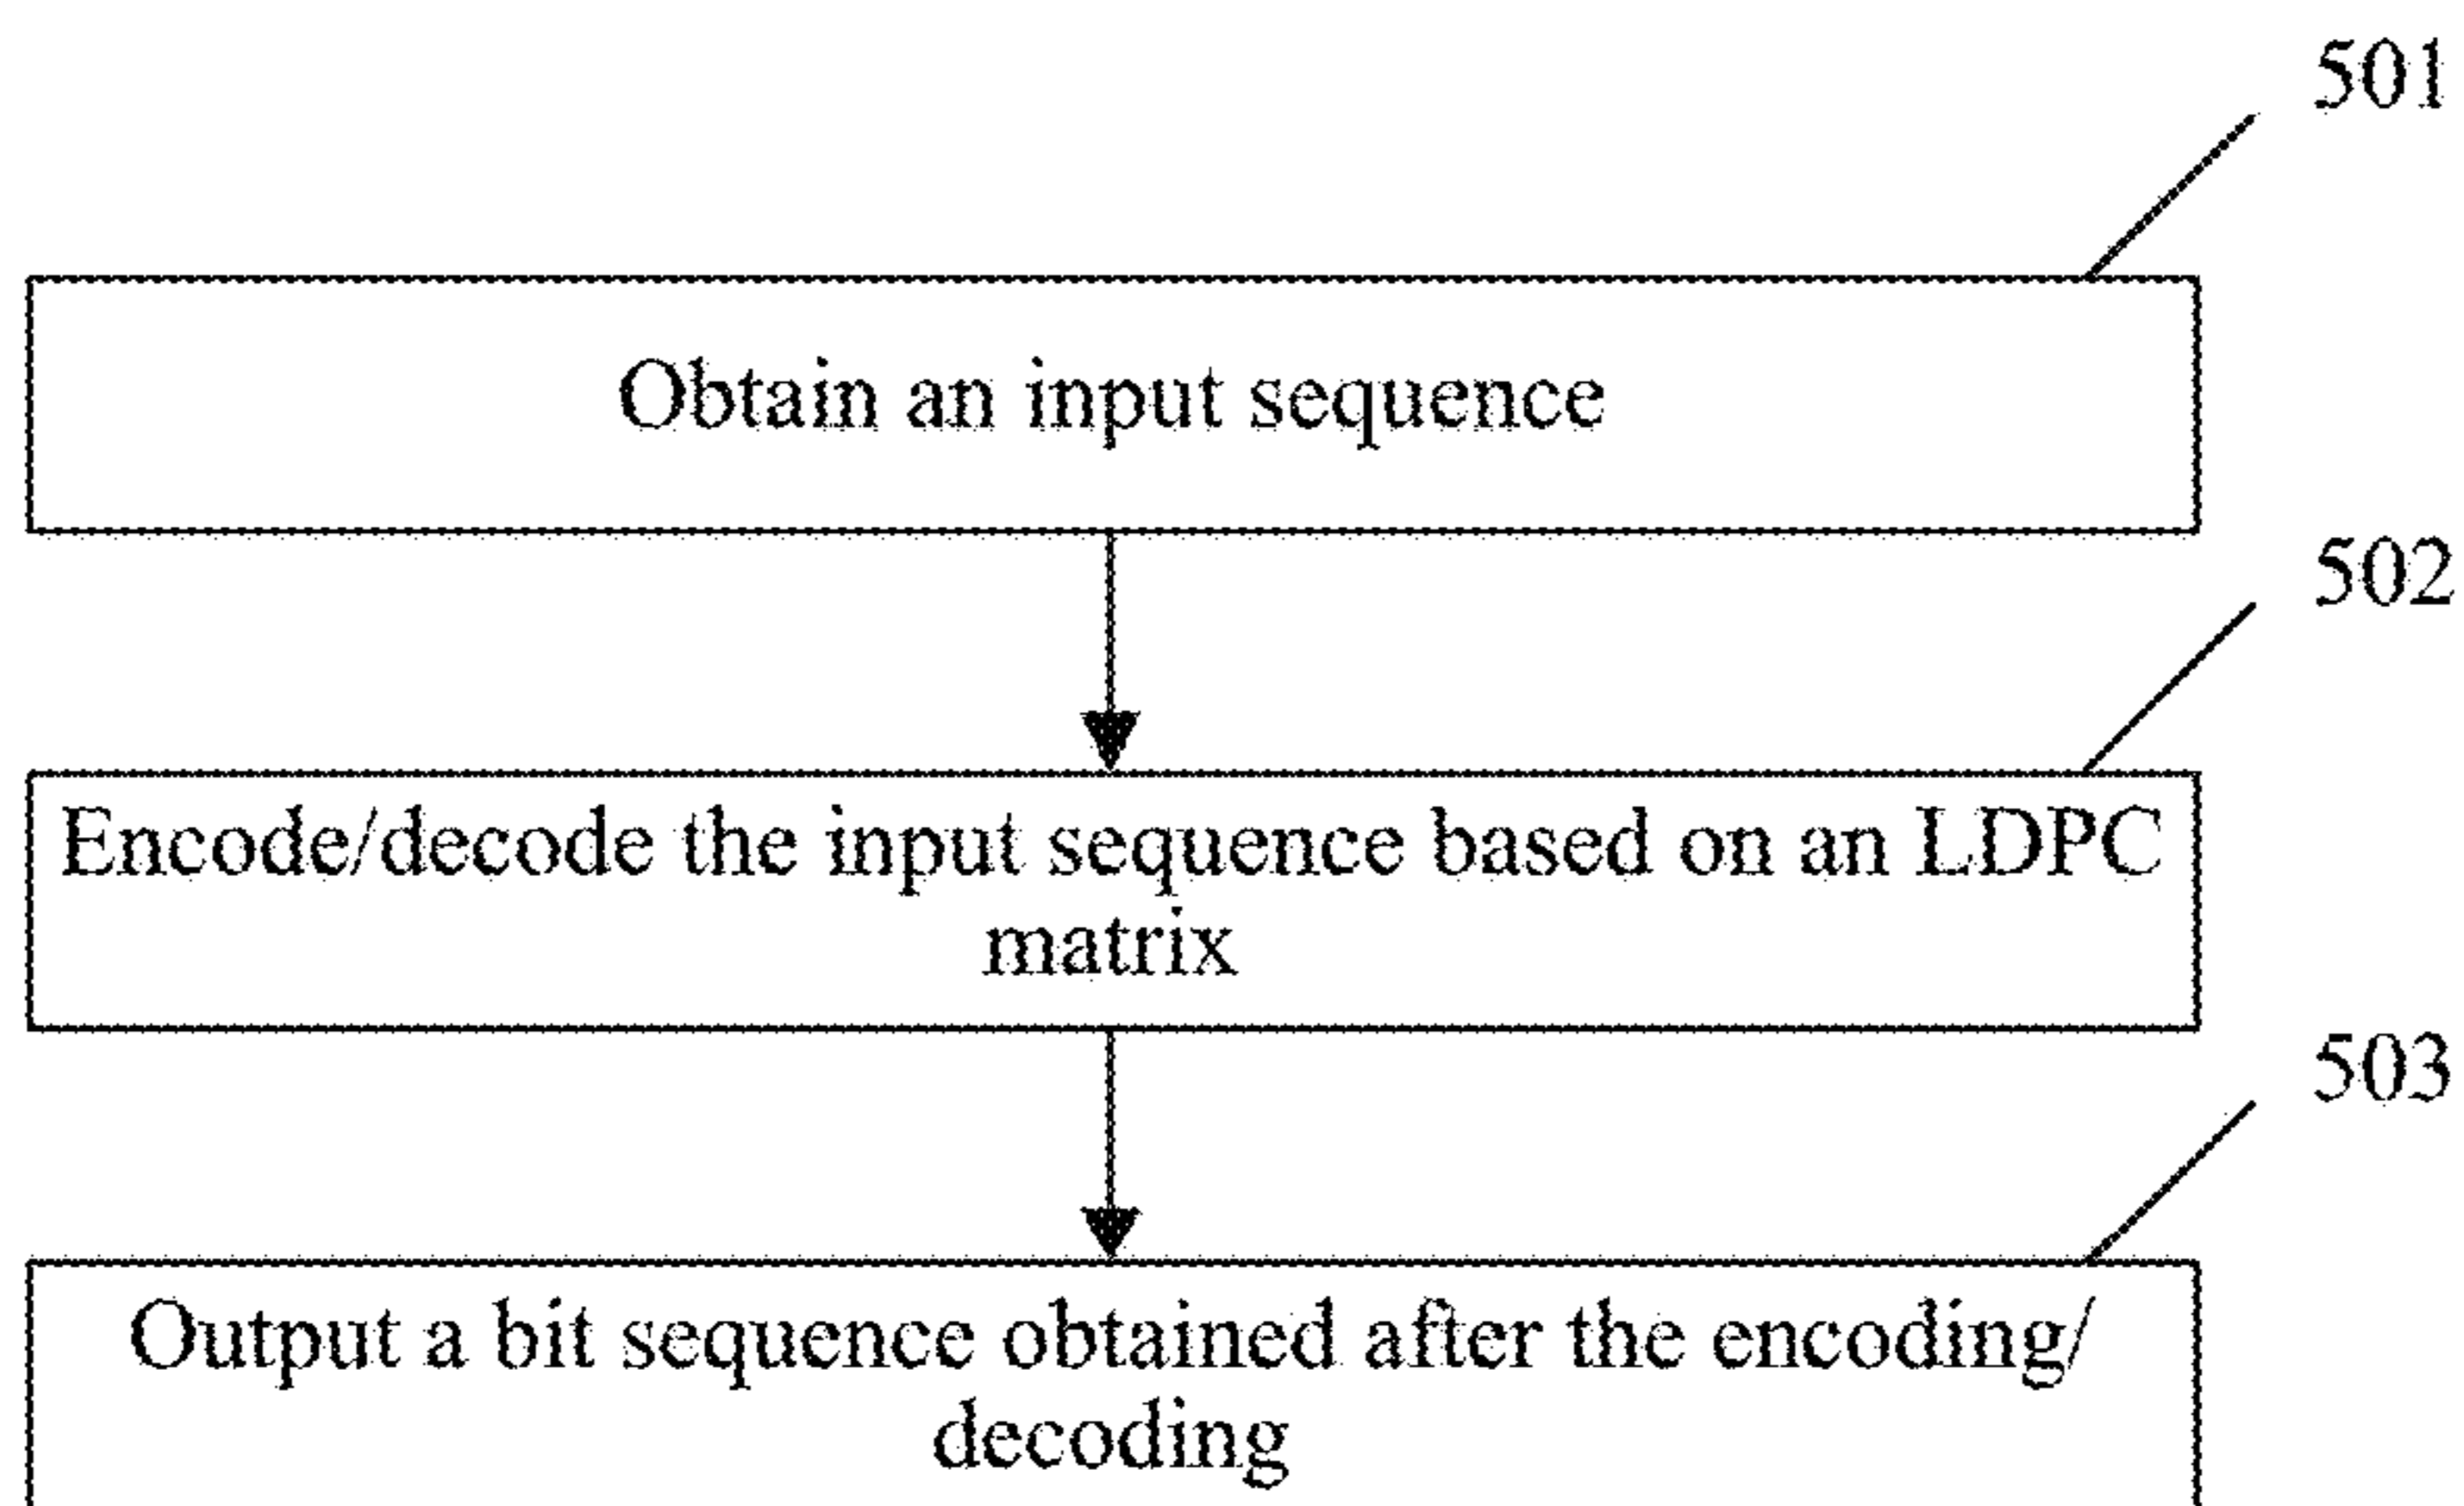 501
Obtain an input sequence
502
Encode/decode the input sequence based on an LDPC
matrix
503
Output a bit sequence obtained after the encoding/
decoding